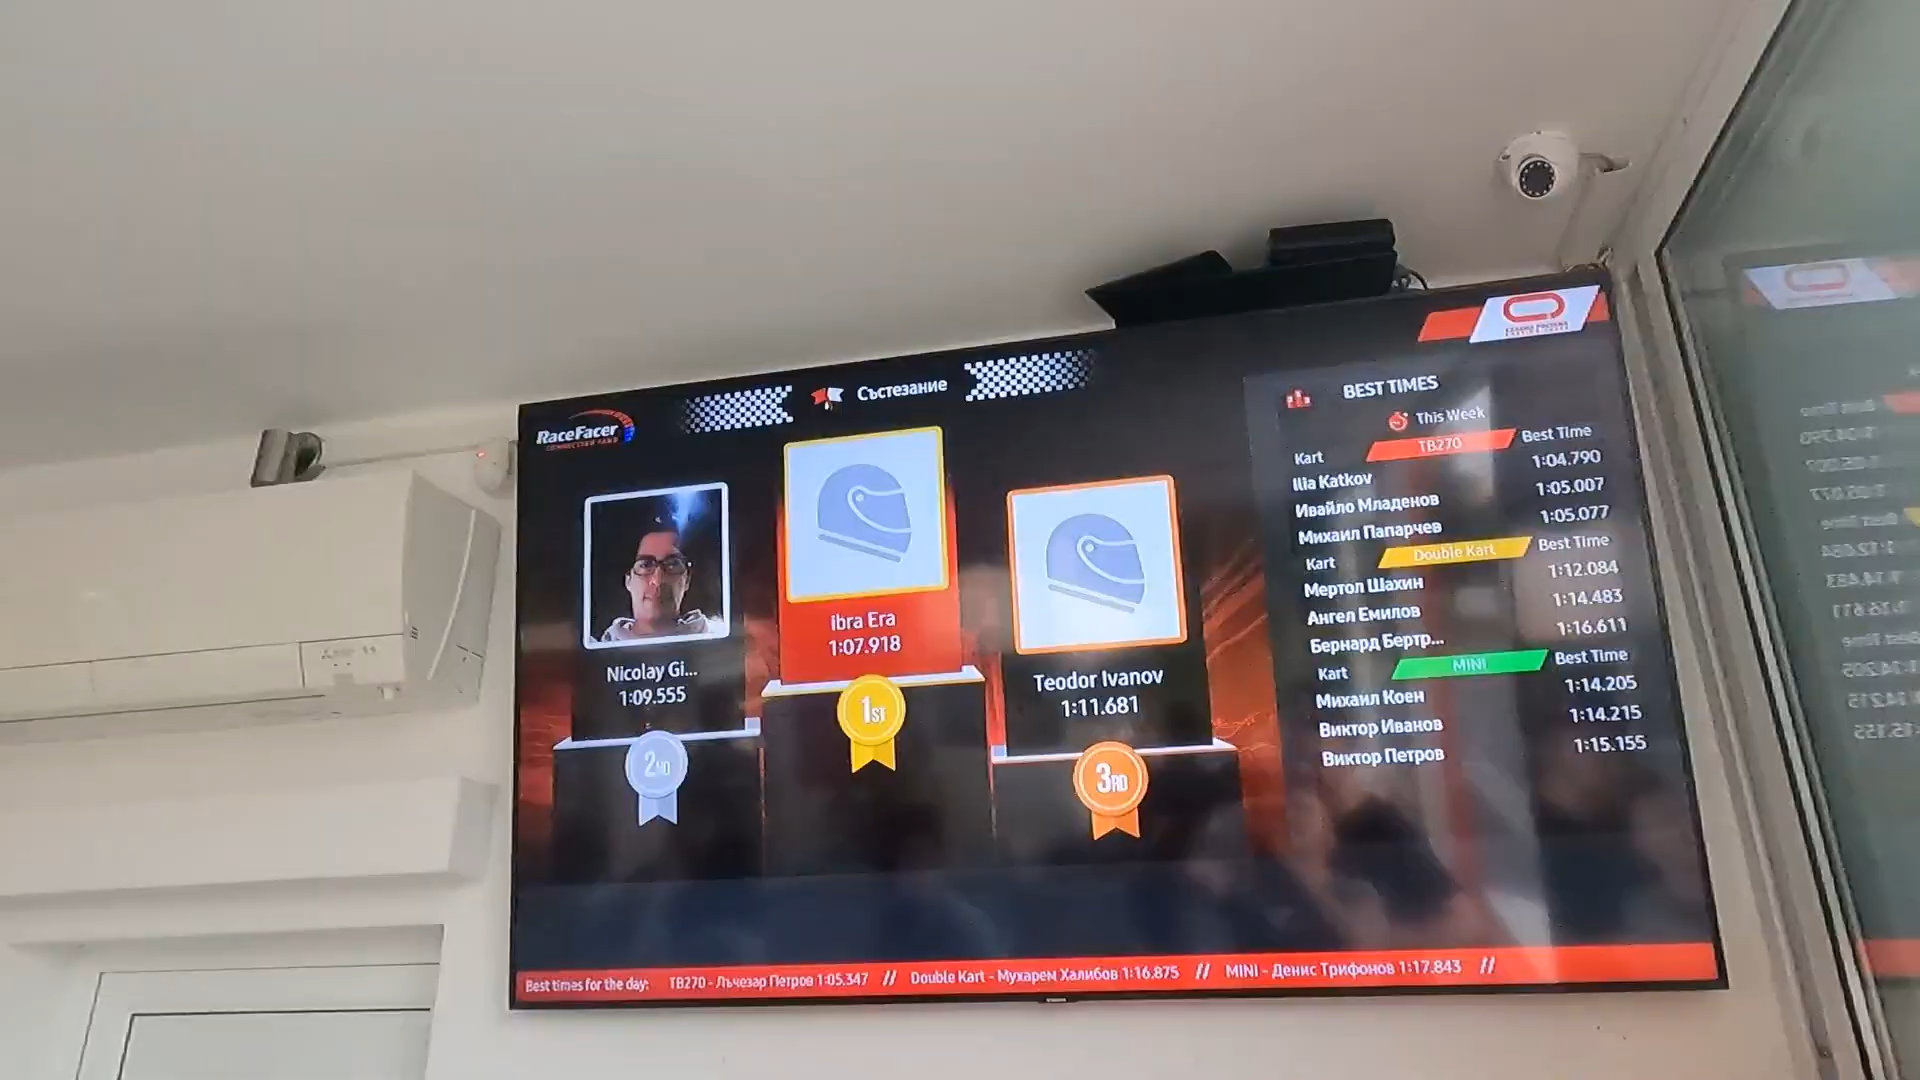 RaceFacer
Състезание
Nicolay Gi...
1:09.555
2ND
Ibra Era
1:07.918
1ST
Teodor Ivanov
1:11.681
3RD
BEST TIMES
This Week
Kart TB270 Best Time
Ilia Katkov 1:04.790
Ивайло Младенов 1:05.007
Михаил Папарчев 1:05.077
Kart Double Kart Best Time
Мертол Шахин 1:12.084
Ангел Емилов 1:14.483
Бернард Бертр... 1:16.611
Kart MINI Best Time
Михаил Коен 1:14.205
Виктор Иванов 1:14.215
Виктор Петров 1:15.155
Best times for the day: TB270 - Лъчезар Петров 1:05.347 // Double Kart - Мухарем Халибов 1:16.875 // MINI - Денис Трифонов 1:17.843 //